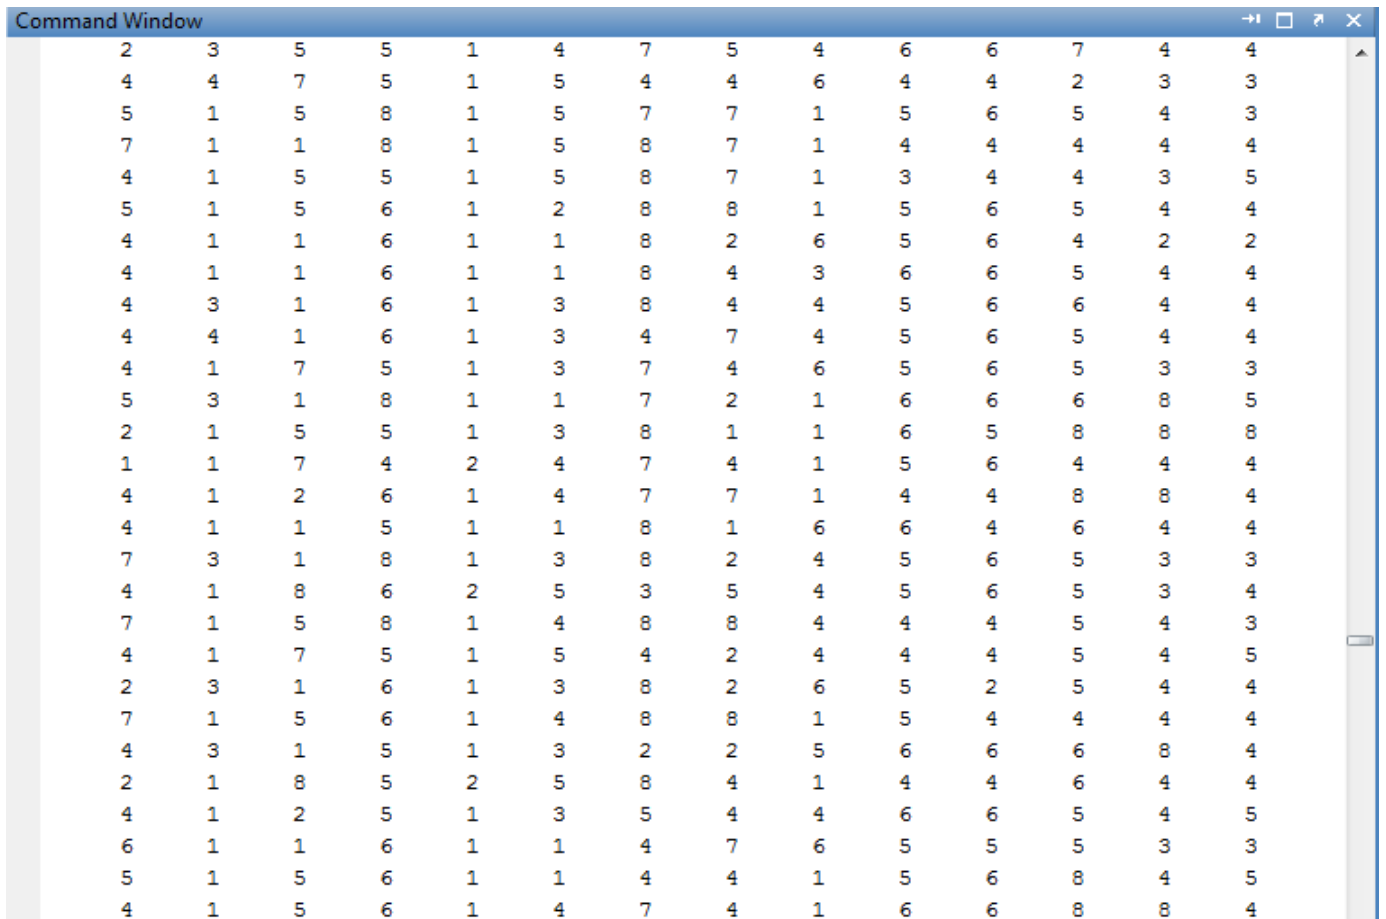 Command Window
2 3 5 5 1 4 7 5 4 6 6 7 4 4
4 4 7 5 1 5 4 4 6 4 4 2 3 3
5 1 5 8 1 5 7 7 1 5 6 5 4 3
7 1 1 8 1 5 8 7 1 4 4 4 4 4
4 1 5 5 1 5 8 7 1 3 4 4 3 5
5 1 5 6 1 2 8 8 1 5 6 5 4 4
4 1 1 6 1 1 8 2 6 5 6 4 2 2
4 1 1 6 1 1 8 4 3 6 6 5 4 4
4 3 1 6 1 3 8 4 4 5 6 6 4 4
4 4 1 6 1 3 4 7 4 5 6 5 4 4
4 1 7 5 1 3 7 4 6 5 6 5 3 3
5 3 1 8 1 1 7 2 1 6 6 6 8 5
2 1 5 5 1 3 8 1 1 6 5 8 8 8
1 1 7 4 2 4 7 4 1 5 6 4 4 4
4 1 2 6 1 4 7 7 1 4 4 8 8 4
4 1 1 5 1 1 8 1 6 6 4 6 4 4
7 3 1 8 1 3 8 2 4 5 6 5 3 3
4 1 8 6 2 5 3 5 4 5 6 5 3 4
7 1 5 8 1 4 8 8 4 4 4 5 4 3
4 1 7 5 1 5 4 2 4 4 4 5 4 5
2 3 1 6 1 3 8 2 6 5 2 5 4 4
7 1 5 6 1 4 8 8 1 5 4 4 4 4
4 3 1 5 1 3 2 2 5 6 6 6 8 4
2 1 8 5 2 5 8 4 1 4 4 6 4 4
4 1 2 5 1 3 5 4 4 6 6 5 4 5
6 1 1 6 1 1 4 7 6 5 5 5 3 3
5 1 5 6 1 1 4 4 1 5 6 8 4 5
4 1 5 6 1 4 7 4 1 6 6 8 8 4